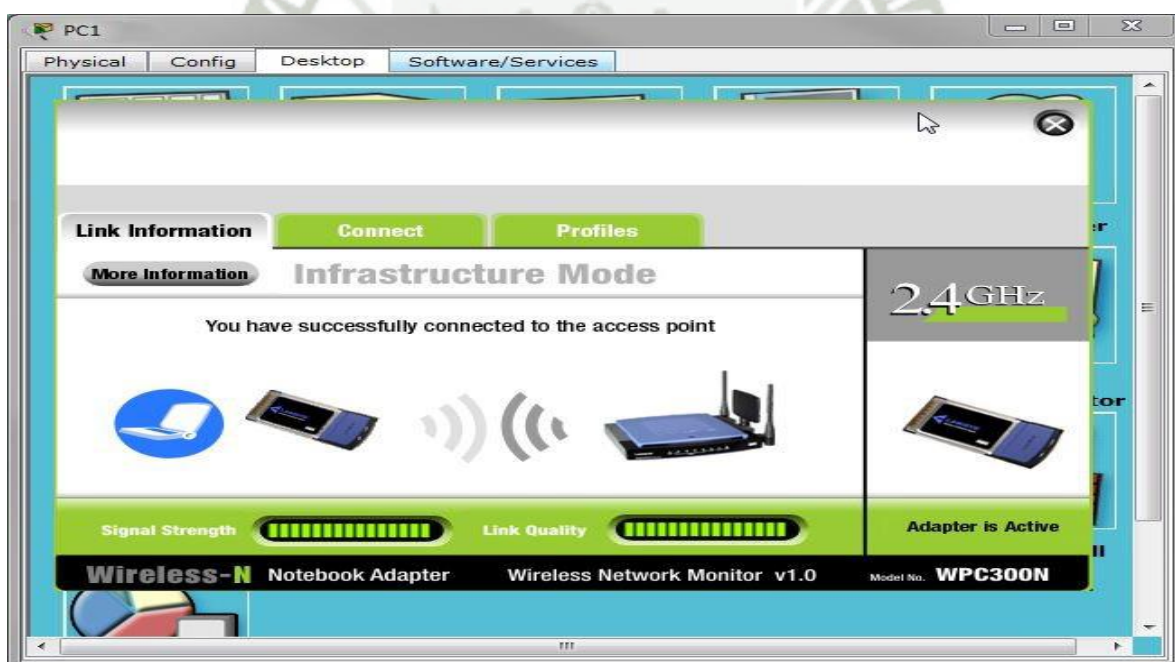 PC1
Physical Config Desktop Software/Services
Link Information Connect Profiles
More Information Infrastructure Mode
2.4GHz
You have successfully connected to the access point
Signal Strength Link Quality Adapter is Active
Wireless-N Notebook Adapter Wireless Network Monitor v1.0 Model No. WPC300N